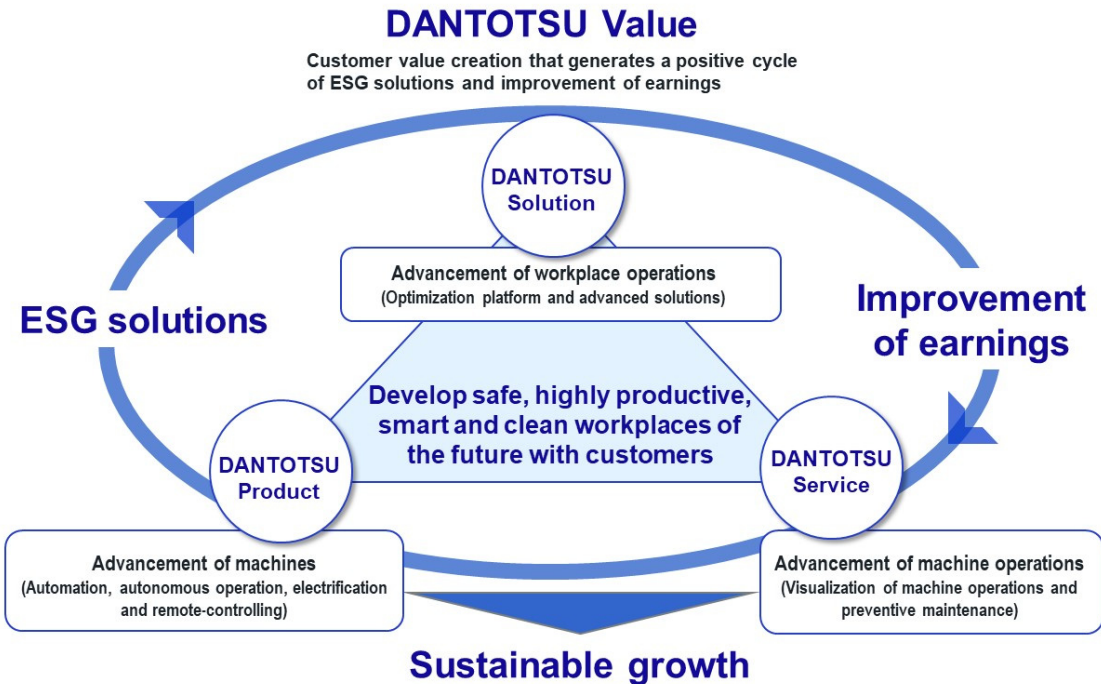 DANTOTSU Value
Customer value creation that generates a positive cycle
of ESG solutions and improvement of earnings
DANTOTSU
Solution
Advancement of workplace operations
(Optimization platform and advanced solutions)
ESG solutions
Improvement
of earnings
Develop safe, highly productive,
smart and clean workplaces of
the future with customers
DANTOTSU
Product
DANTOTSU
Service
Advancement of machines
(Automation, autonomous operation, electrification
and remote-controlling)
Advancement of machine operations
(Visualization of machine operations and
preventive maintenance)
Sustainable growth